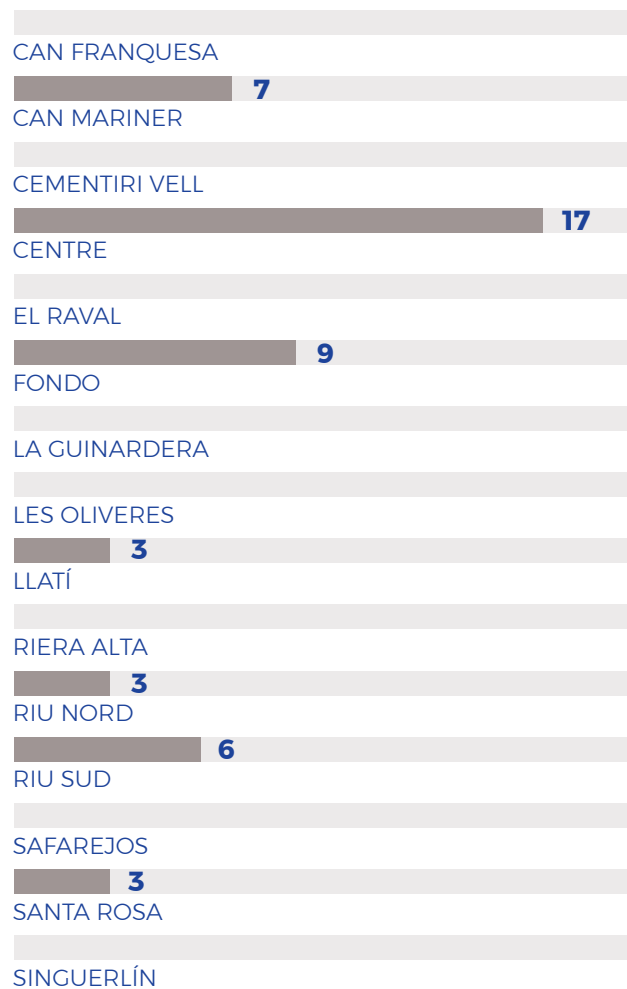 CAN FRANQUESA
7
CAN MARINER
CEMENTIRI VELL
17
CENTRE
EL RAVAL
9
FONDO
LA GUINARDERA
LES OLIVERES
3
LLATÍ
RIERA ALTA
3
RIU NORD
6
RIU SUD
SAFAREJOS
3
SANTA ROSA
SINGUERLÍN